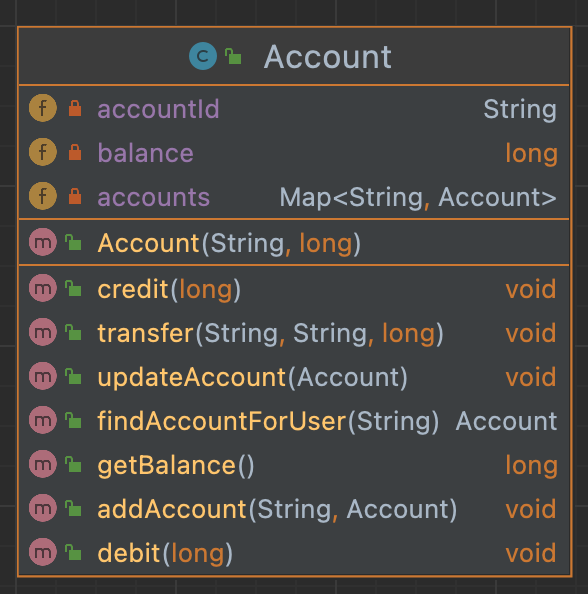 C Account
f accountId String
f balance long
f accounts Map<String, Account>
m Account(String, long)
m credit(long) void
m transfer(String, String, long) void
m updateAccount(Account) void
m findAccountForUser(String) Account
m getBalance() long
m addAccount(String, Account) void
m debit(long) void